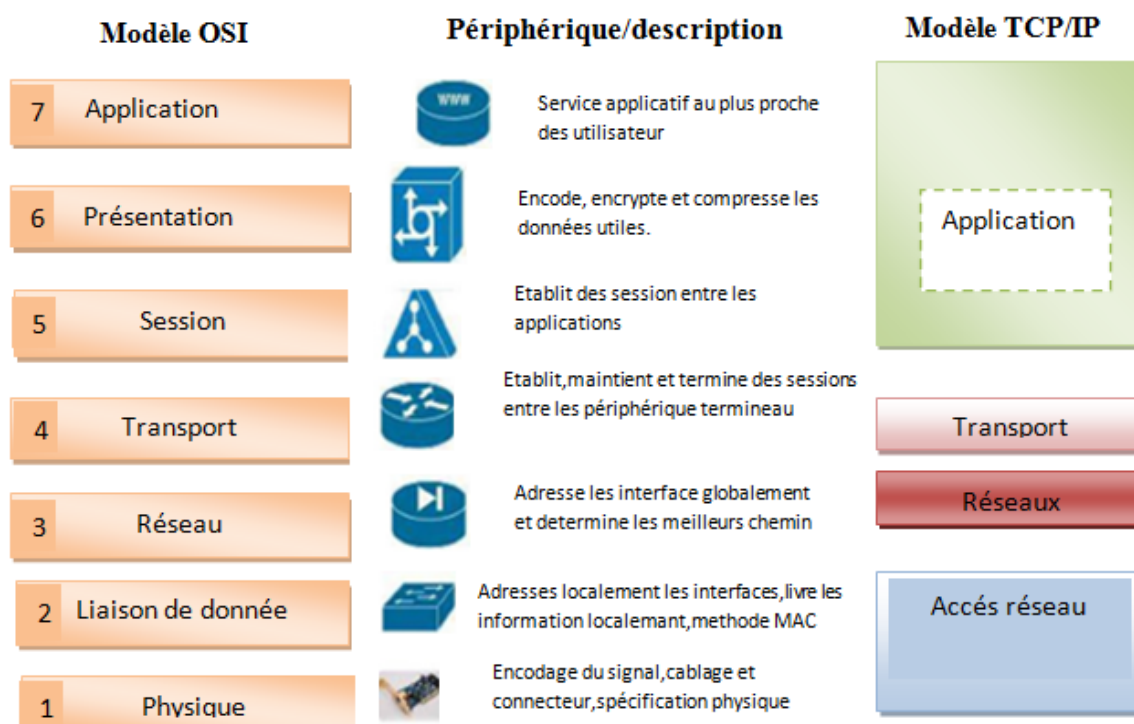 Modèle OSI
Périphérique/description
Modèle TCP/IP
7 Application
WWW
Service applicatif au plus proche
des utilisateur
6 Présentation
Encode, encrypte et compresse les
données utiles.
Application
5 Session
Etablit des session entre les
applications
4 Transport
Etablit,maintient et termine des sessions
entre les périphérique termineau
Transport
3 Réseau
Adresse les interface globalement
et determine les meilleurs chemin
Réseaux
2 Liaison de donnée
Adresses localement les interfaces,livre les
information localemant,methode MAC
Accés réseau
1 Physique
Encodage du signal,cablage et
connecteur,spécification physique